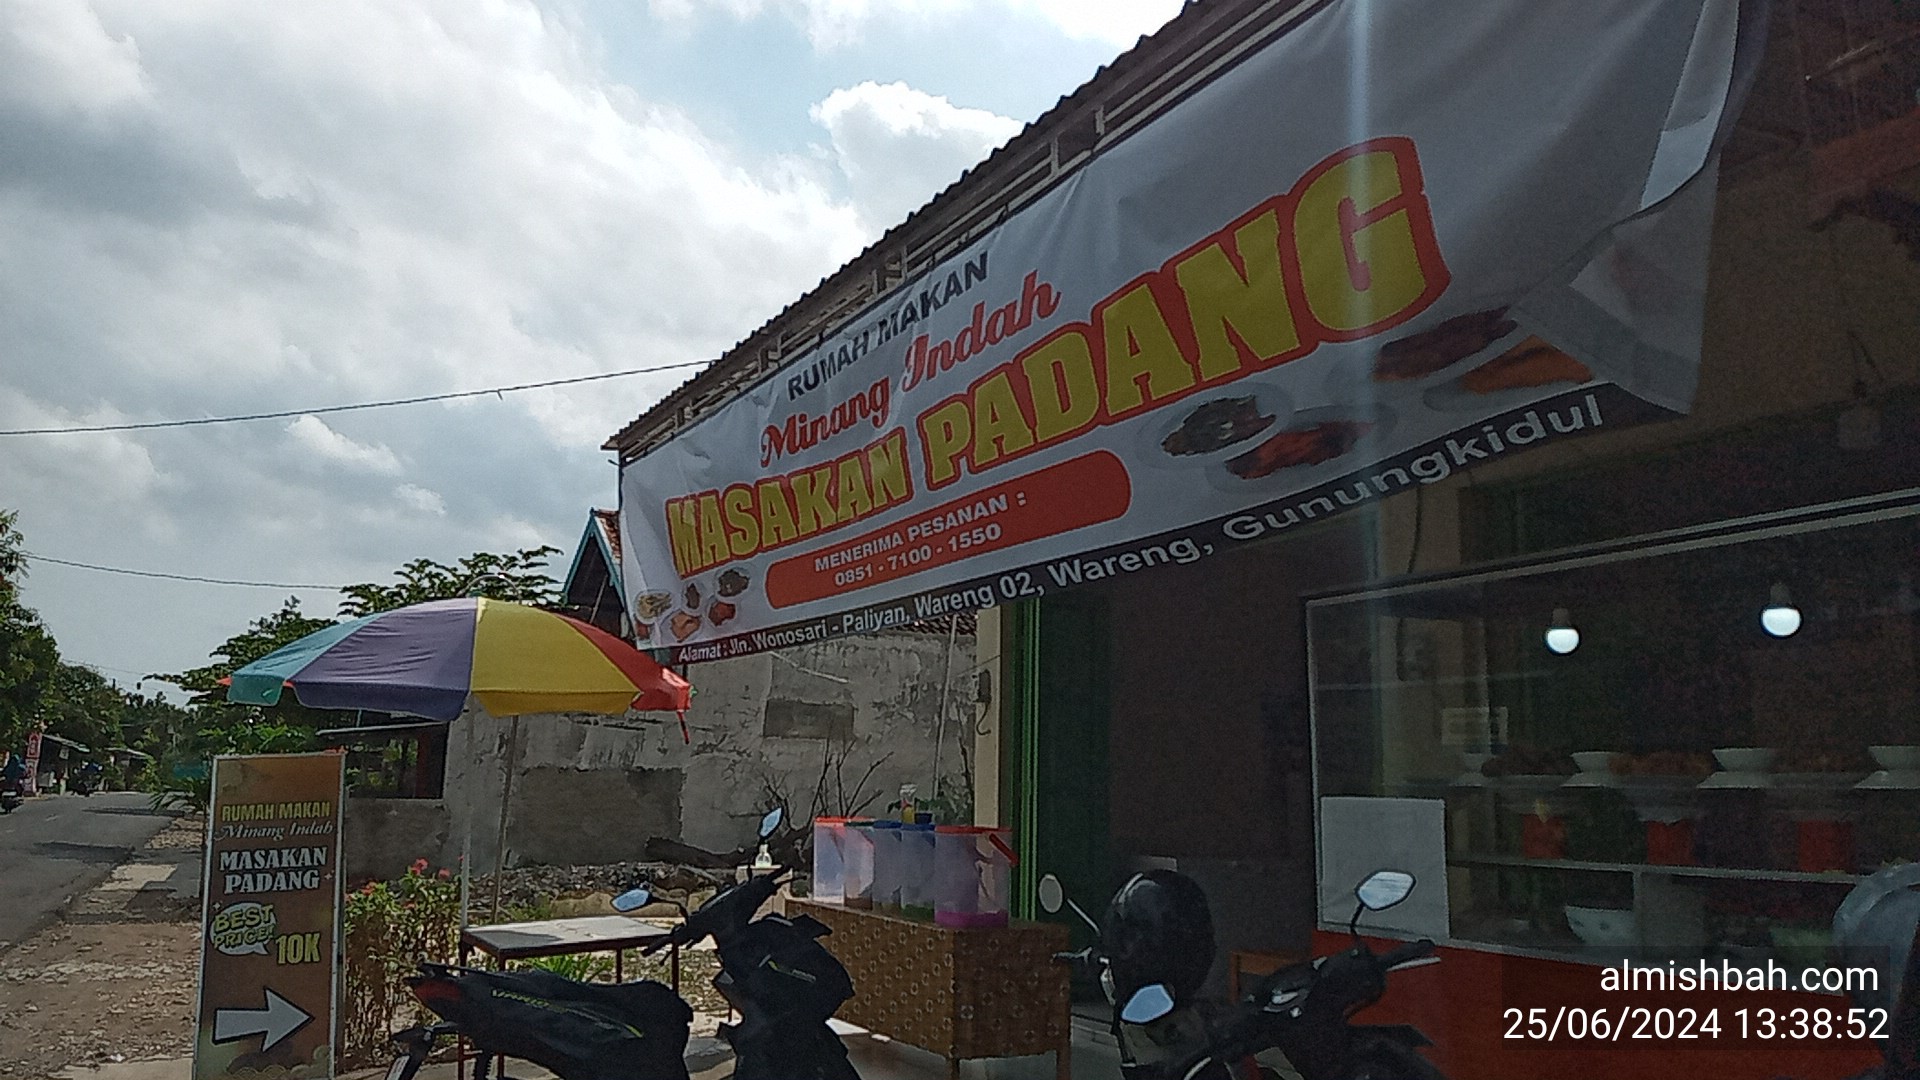 RUMAH MAKAN
Minang Indah
MASAKAN PADANG
MENERIMA PESANAN :
0851 - 7100 - 1550
Alamat : Jln. Wonosari - Paliyan, Wareng 02, Wareng, Gunungkidul
RUMAH MAKAN
Minang Indah
MASAKAN
PADANG
BEST
PRICE!
10K
almishbah.com
25/06/2024 13:38:52